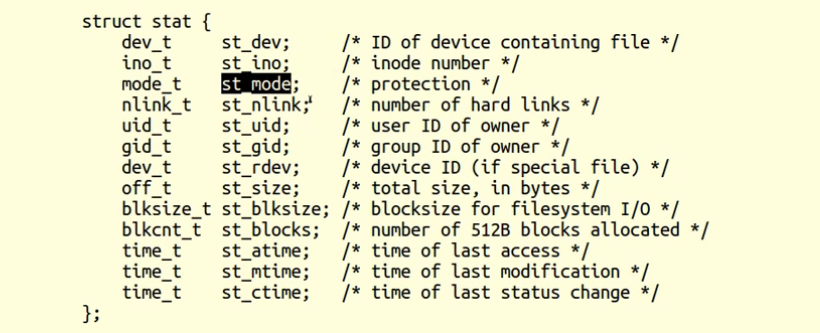 struct stat {
    dev_t     st_dev;     /* ID of device containing file */
    ino_t     st_ino;     /* inode number */
    mode_t    st_mode;    /* protection */
    nlink_t   st_nlink;   /* number of hard links */
    uid_t     st_uid;     /* user ID of owner */
    gid_t     st_gid;     /* group ID of owner */
    dev_t     st_rdev;    /* device ID (if special file) */
    off_t     st_size;    /* total size, in bytes */
    blksize_t st_blksize; /* blocksize for filesystem I/O */
    blkcnt_t  st_blocks;  /* number of 512B blocks allocated */
    time_t    st_atime;   /* time of last access */
    time_t    st_mtime;   /* time of last modification */
    time_t    st_ctime;   /* time of last status change */
};